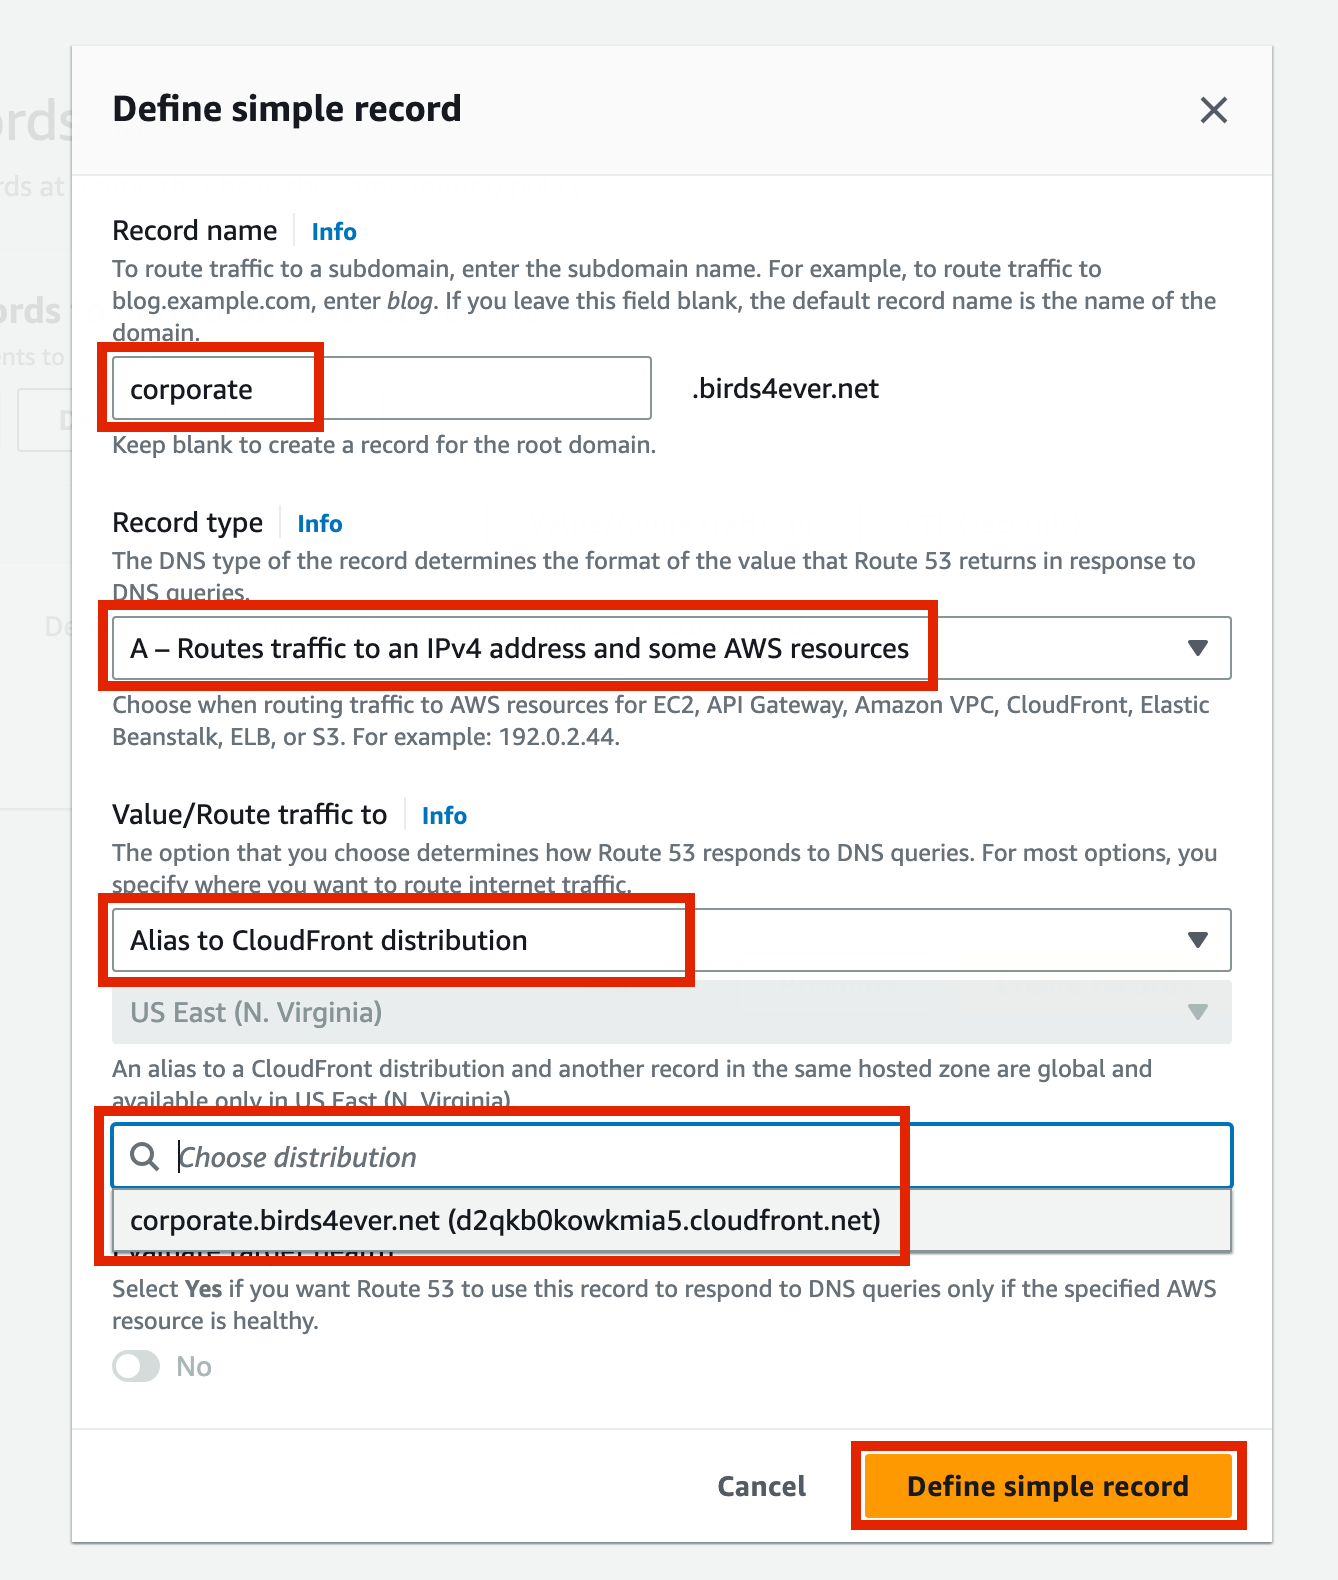 Define simple record
Record name Info
To route traffic to a subdomain, enter the subdomain name. For example, to route traffic to
blog.example.com, enter blog. If you leave this field blank, the default record name is the name of the
domain.
corporate .birds4ever.net
Keep blank to create a record for the root domain.
Record type Info
The DNS type of the record determines the format of the value that Route 53 returns in response to
DNS queries.
A – Routes traffic to an IPv4 address and some AWS resources
Choose when routing traffic to AWS resources for EC2, API Gateway, Amazon VPC, CloudFront, Elastic
Beanstalk, ELB, or S3. For example: 192.0.2.44.
Value/Route traffic to Info
The option that you choose determines how Route 53 responds to DNS queries. For most options, you
specify where you want to route internet traffic.
Alias to CloudFront distribution
US East (N. Virginia)
An alias to a CloudFront distribution and another record in the same hosted zone are global and
available only in US East (N. Virginia)
Choose distribution
corporate.birds4ever.net (d2qkb0kowkmia5.cloudfront.net)
Evaluate target health
Select Yes if you want Route 53 to use this record to respond to DNS queries only if the specified AWS
resource is healthy.
No
Cancel Define simple record